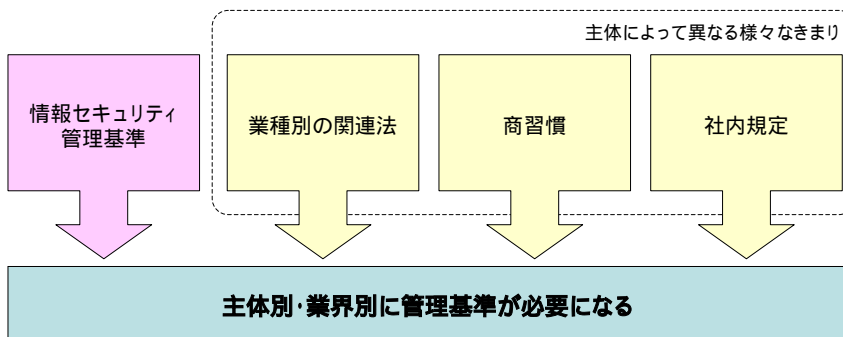 主体によって異なる様々なきまり
情報セキュリティ
管理基準
業種別の関連法
商習慣
社内規定
主体別・業界別に管理基準が必要になる